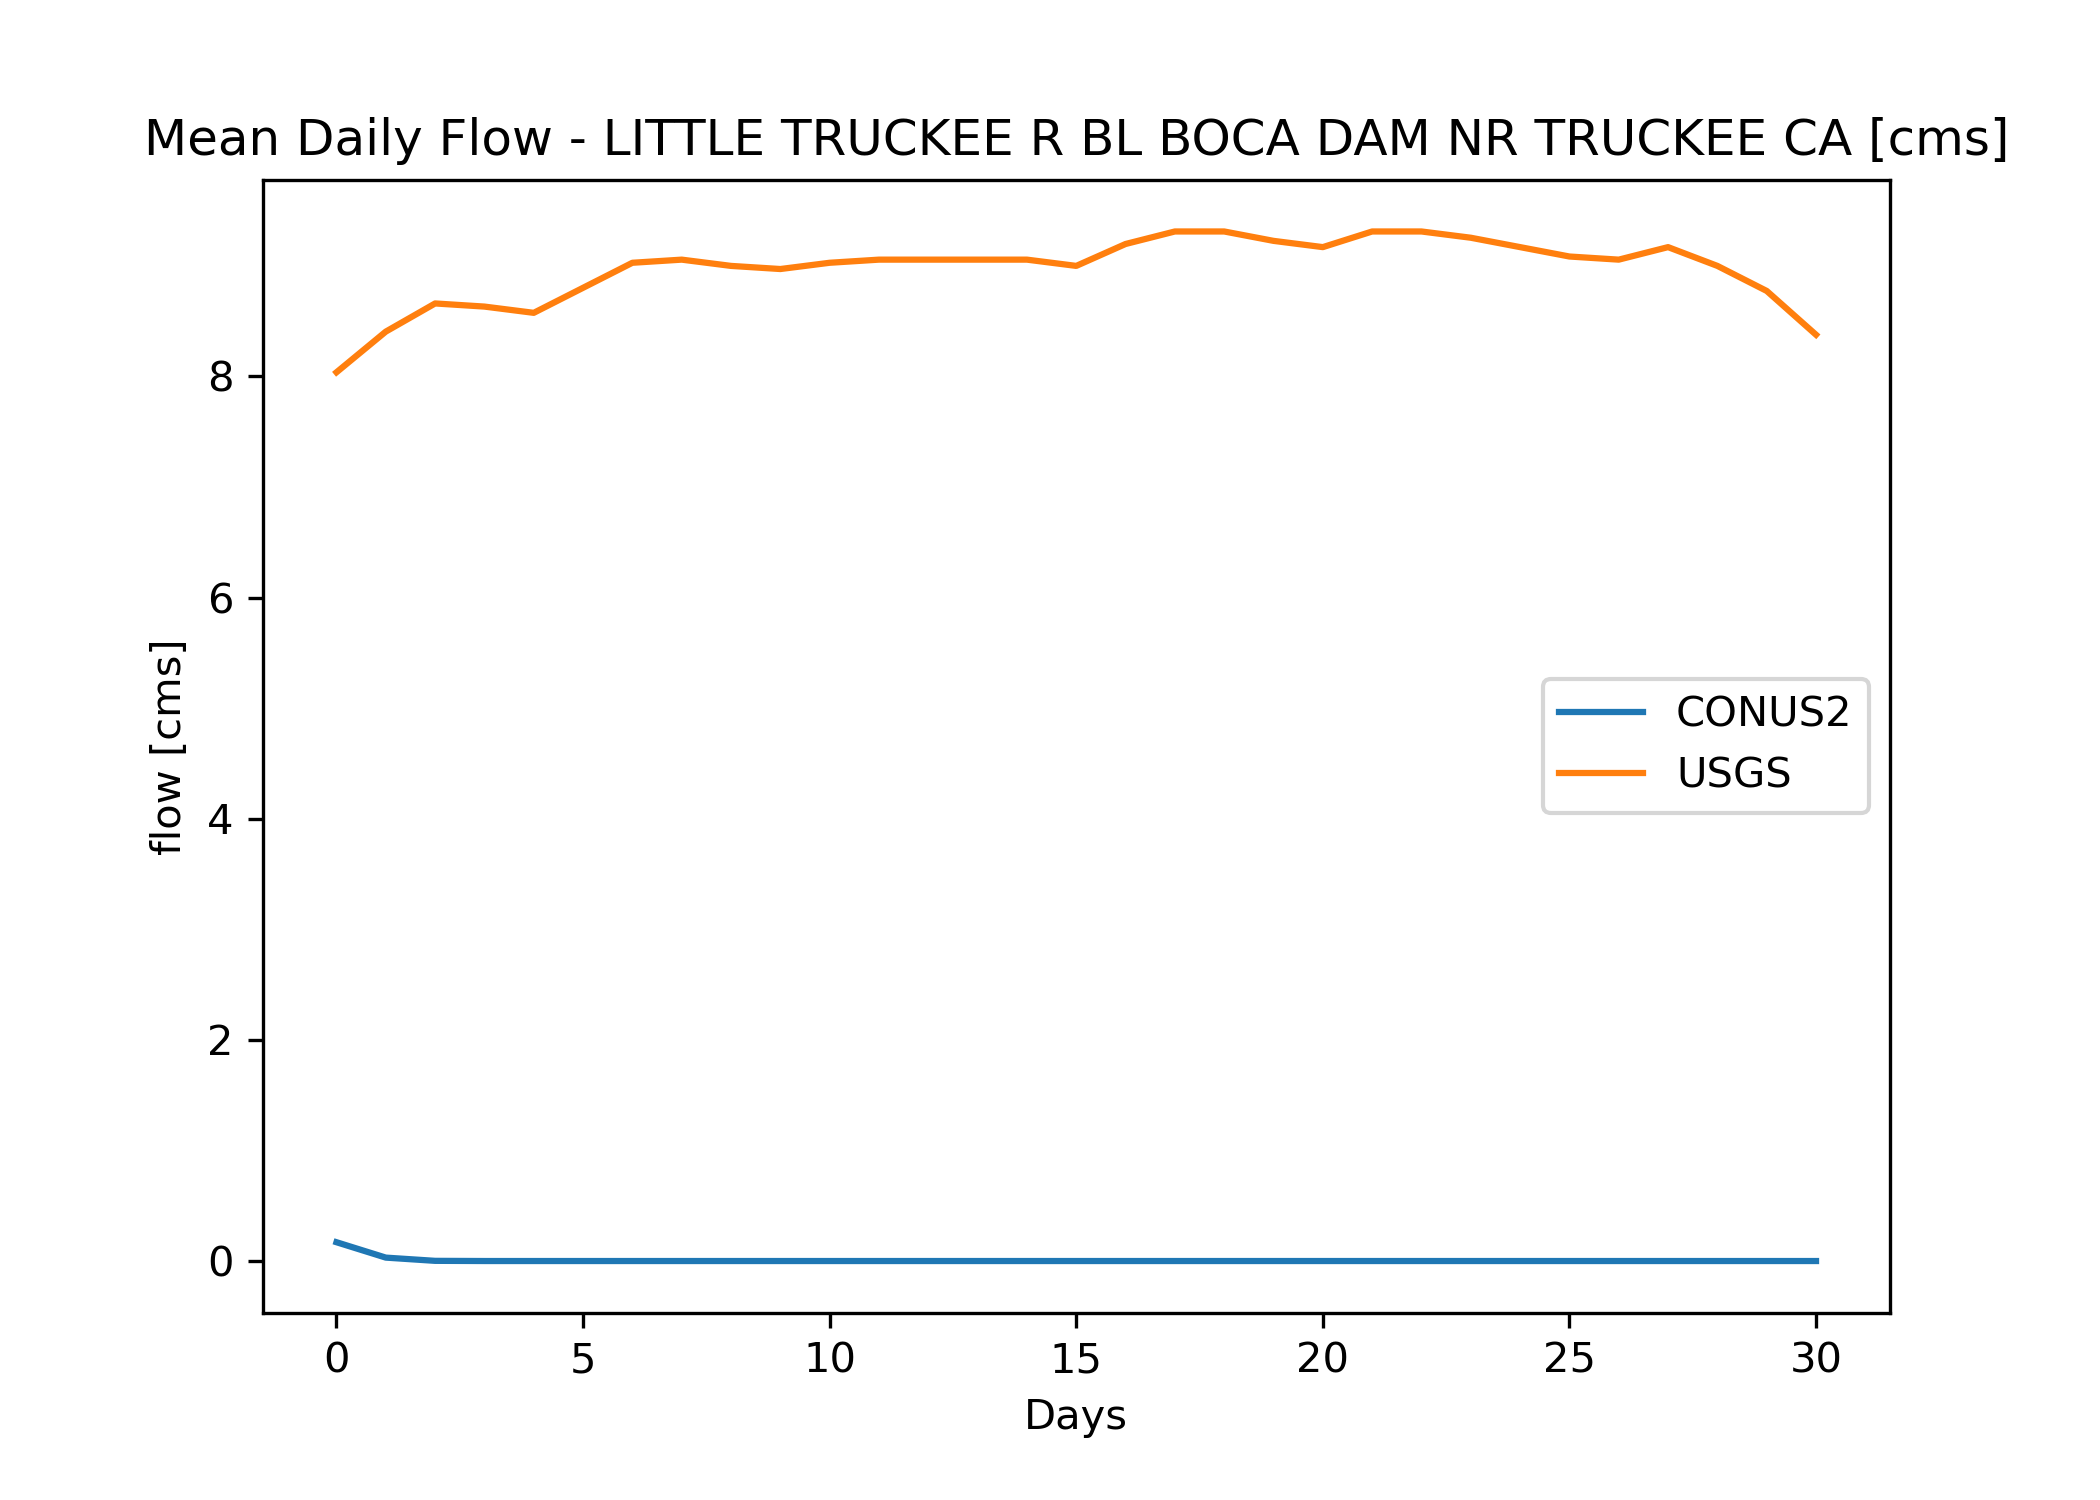 Mean Daily Flow - LITTLE TRUCKEE R BL BOCA DAM NR TRUCKEE CA [cms]
8
6
4
2
0
flow [cms]
CONUS2
USGS
0 5 10 15 20 25 30
Days